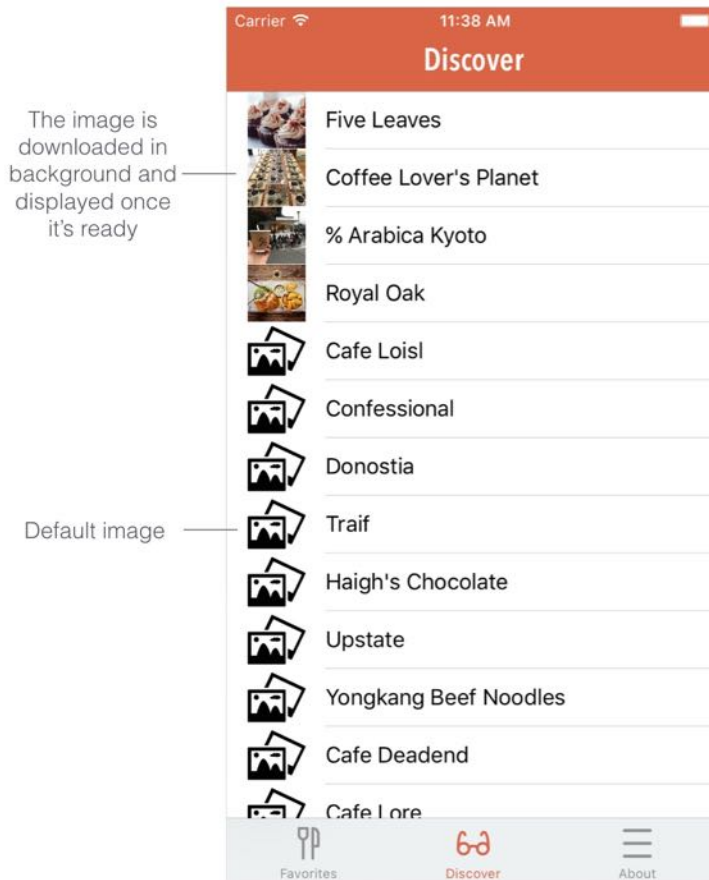 Carrier
11:38 AM
Discover
The image is
downloaded in
background and
displayed once
it's ready
Five Leaves
Coffee Lover's Planet
% Arabica Kyoto
Royal Oak
Cafe Loisl
Confessional
Donostia
Default image
Traif
Haigh's Chocolate
Upstate
Yongkang Beef Noodles
Cafe Deadend
Cafe Lore
Favorites
Discover
About